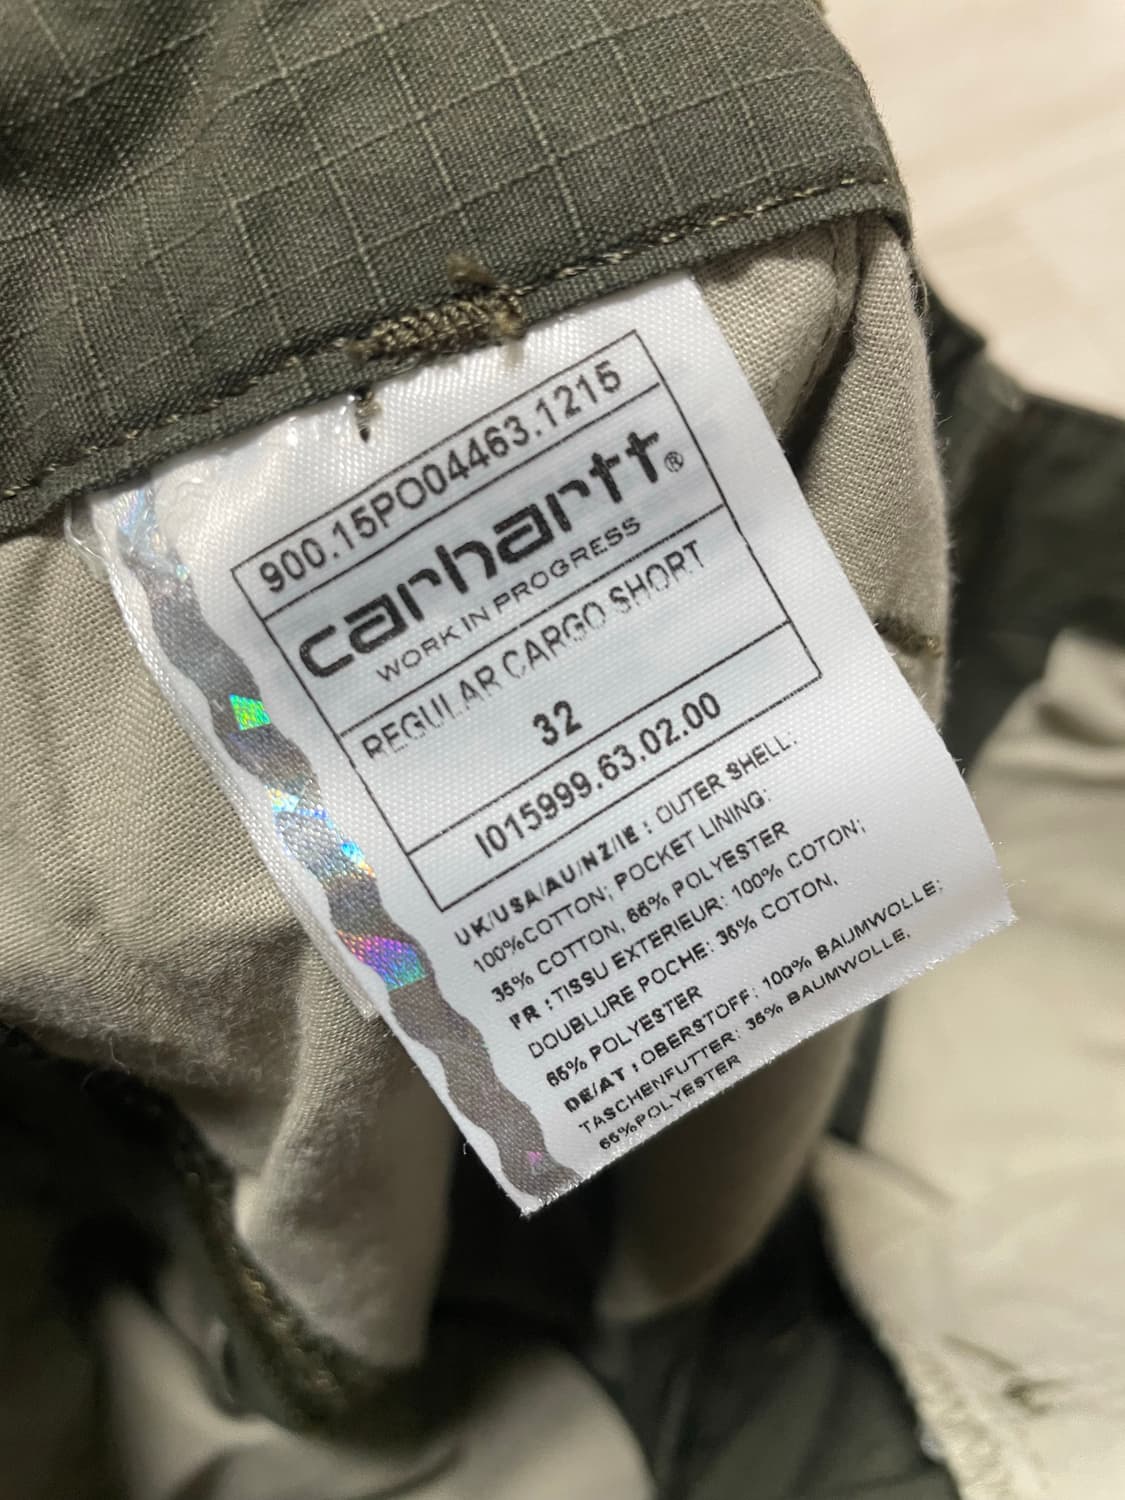 900.15PO04463.1215
carhartt®
WORK IN PROGRESS
REGULAR CARGO SHORT
32
I015999.63.02.00
UK/USA/AU/NZ/IE : OUTER SHELL:
100%COTTON; POCKET LINING:
35% COTTON, 65% POLYESTER
FR : TISSU EXTERIEUR: 100% COTON;
DOUBLURE POCHE: 35% COTON,
65% POLYESTER
DE/AT : OBERSTOFF: 100% BAUMWOLLE;
TASCHENFUTTER: 35% BAUMWOLLE,
65%POLYESTER